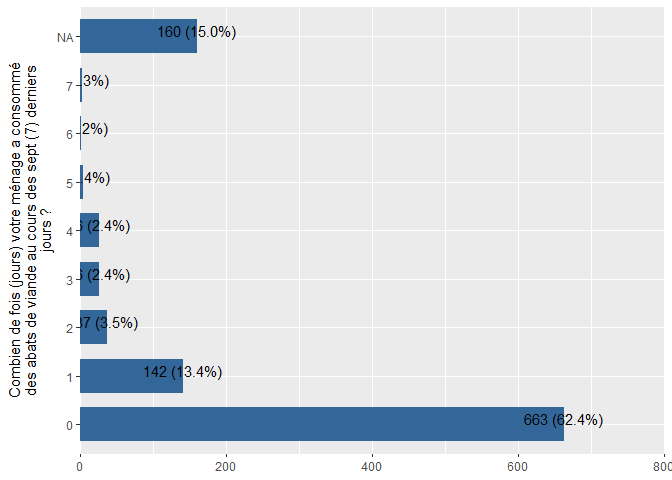 Combien de fois (jours) votre ménage a consommé
des abats de viande au cours des sept (7) derniers
jours ?
NA 160 (15.0%)
7 3%)
6 2%)
5 4%)
4 (2.4%)
3 (2.4%)
2 (3.5%)
1 142 (13.4%)
0 663 (62.4%)
0 200 400 600 800